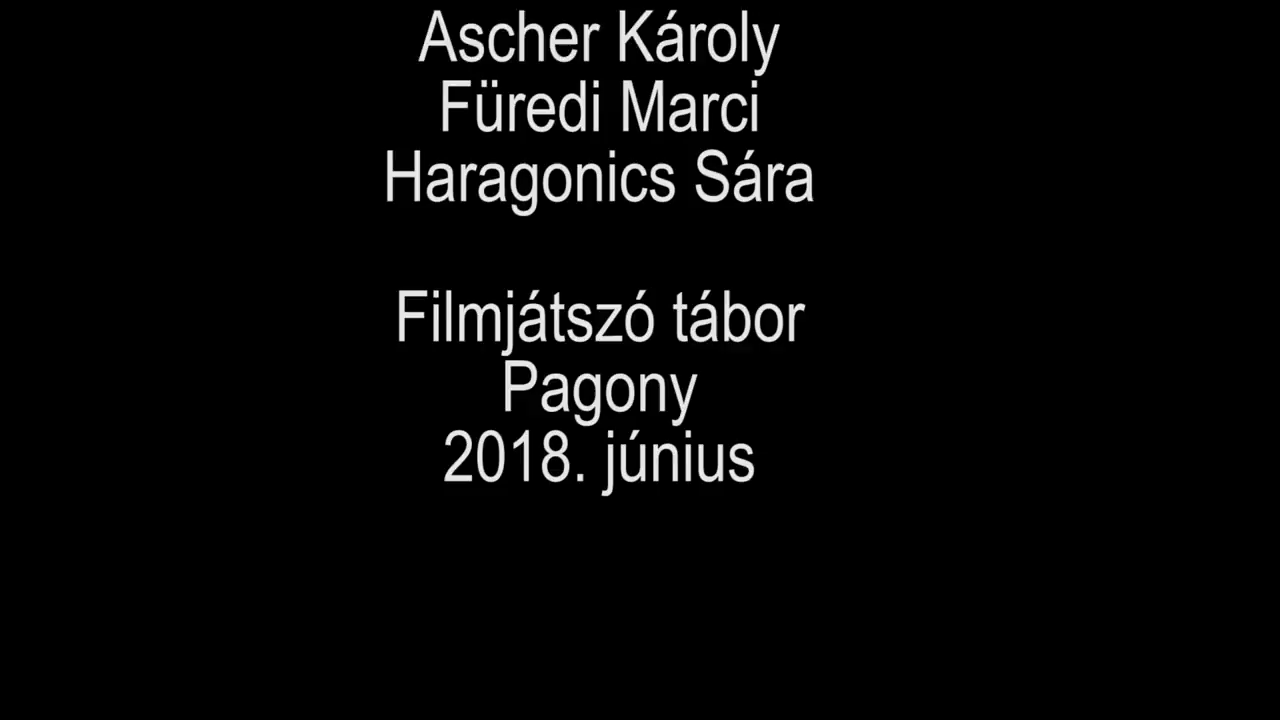 Ascher Károly
Füredi Marci
Haragonics Sára
Filmjátszó tábor
Pagony
2018. június